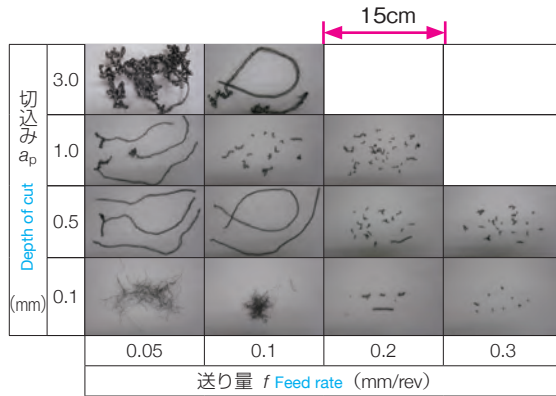 15cm
切込み ap
Depth of cut
(mm)
3.0
1.0
0.5
0.1
0.05
0.1
0.2
0.3
送り量 f Feed rate (mm/rev)